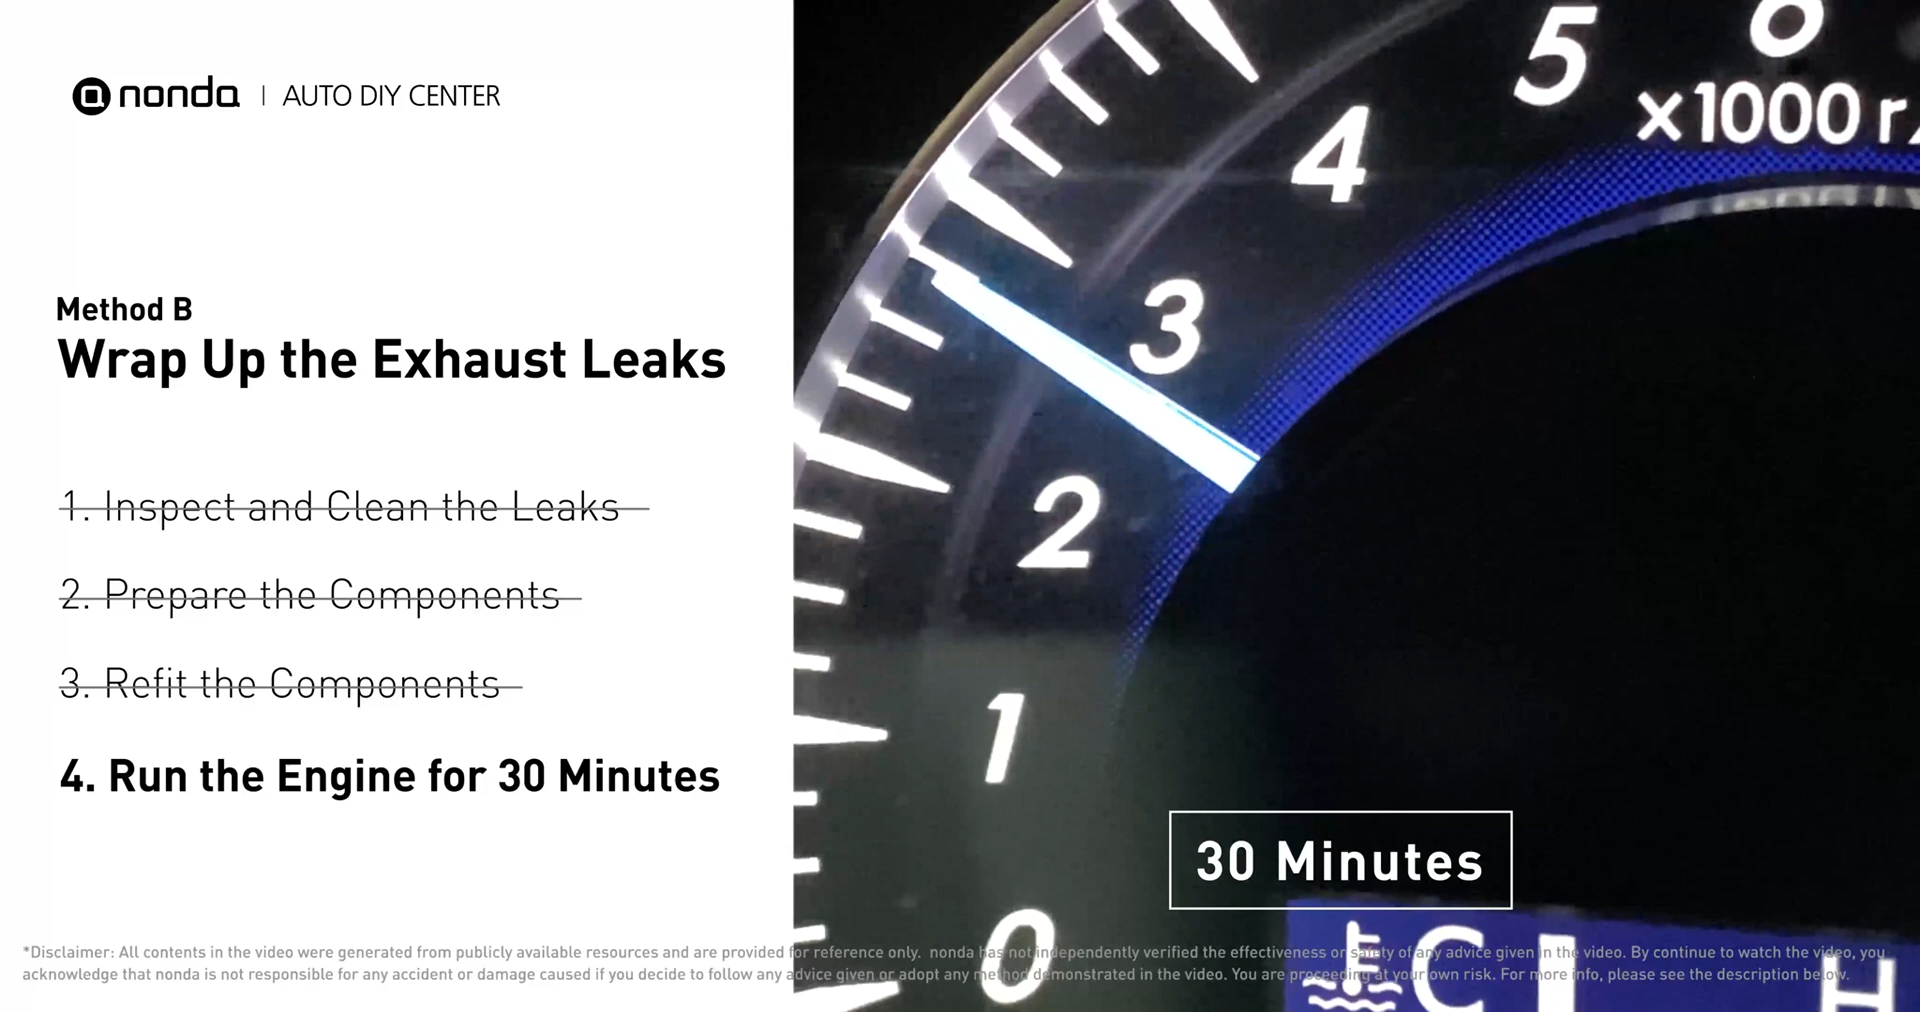 nonda | AUTO DIY CENTER
Method B
Wrap Up the Exhaust Leaks
1. Inspect and Clean the Leaks
2. Prepare the Components
3. Refit the Components
4. Run the Engine for 30 Minutes
6
5
x1000 r/
4
3
2
1
0
30 Minutes
C
H
*Disclaimer: All contents in the video were generated from publicly available resources and are provided for reference only. nonda has not independently verified the effectiveness or safety of any advice given in the video. By continue to watch the video, you
acknowledge that nonda is not responsible for any accident or damage caused if you decide to follow any advice given or adopt any method demonstrated in the video. You are proceeding at your own risk. For more info, please see the description below.